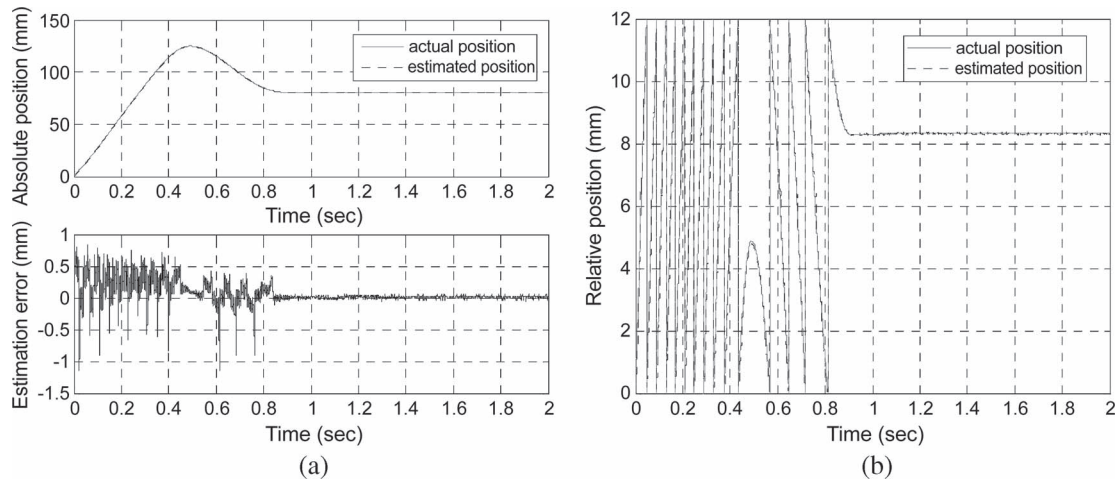 Absolute position (mm)
150
100
50
0
actual position
estimated position
0 0.2 0.4 0.6 0.8 1 1.2 1.4 1.6 1.8 2
Time (sec)
Estimation error (mm)
1
0.5
0
-0.5
-1
-1.5
0 0.2 0.4 0.6 0.8 1 1.2 1.4 1.6 1.8 2
Time (sec)
(a)
Relative position (mm)
12
10
8
6
4
2
0
actual position
estimated position
0 0.2 0.4 0.6 0.8 1 1.2 1.4 1.6 1.8 2
Time (sec)
(b)